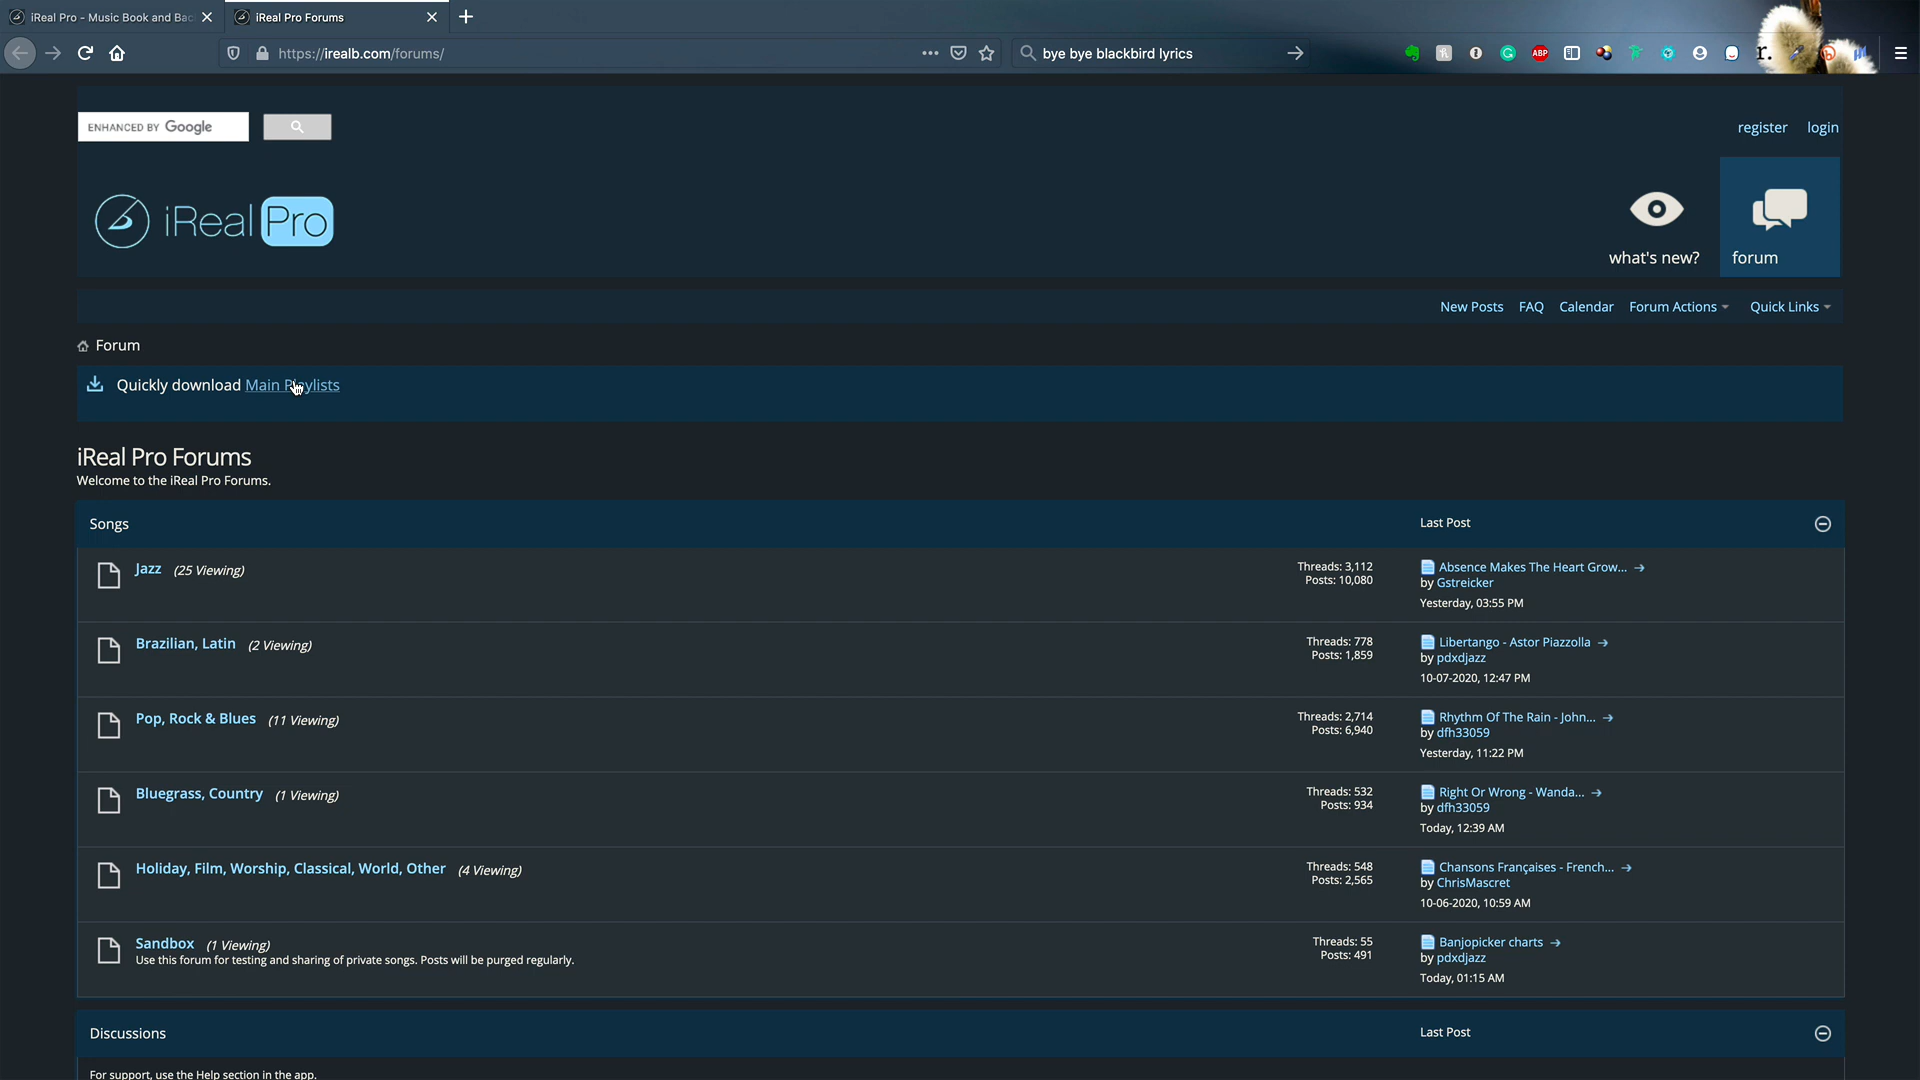 iReal Pro - Music Book and Bac
iReal Pro Forums
https://irealb.com/forums/
bye bye blackbird lyrics
ABP
r.
ENHANCED BY Google
register
login
iReal Pro
what's new?
forum
New Posts
FAQ
Calendar
Forum Actions
Quick Links
Forum
Quickly download Main Playlists
iReal Pro Forums
Welcome to the iReal Pro Forums.
Songs
Last Post
Jazz (25 Viewing)
Threads: 3,112
Posts: 10,080
Absence Makes The Heart Grow...
by Gstreicker
Yesterday, 03:55 PM
Brazilian, Latin (2 Viewing)
Threads: 778
Posts: 1,859
Libertango - Astor Piazzolla
by pdxdjazz
10-07-2020, 12:47 PM
Pop, Rock & Blues (11 Viewing)
Threads: 2,714
Posts: 6,940
Rhythm Of The Rain - John...
by dfh33059
Yesterday, 11:22 PM
Bluegrass, Country (1 Viewing)
Threads: 532
Posts: 934
Right Or Wrong - Wanda...
by dfh33059
Today, 12:39 AM
Holiday, Film, Worship, Classical, World, Other (4 Viewing)
Threads: 548
Posts: 2,565
Chansons Françaises - French...
by ChrisMascret
10-06-2020, 10:59 AM
Sandbox (1 Viewing)
Use this forum for testing and sharing of private songs. Posts will be purged regularly.
Threads: 55
Posts: 491
Banjopicker charts
by pdxdjazz
Today, 01:15 AM
Discussions
Last Post
For support, use the Help section in the app.